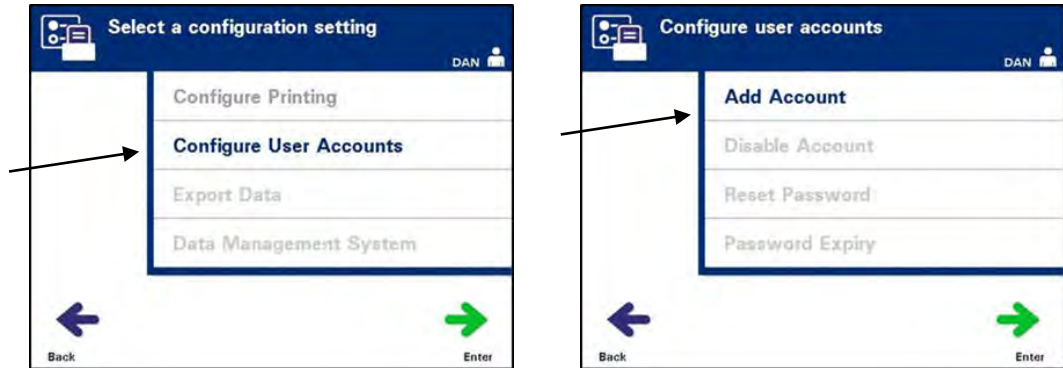 Select a configuration setting
DAN
Configure Printing
Configure User Accounts
Export Data
Data Management System
Back
Enter
Configure user accounts
DAN
Add Account
Disable Account
Reset Password
Password Expiry
Back
Enter